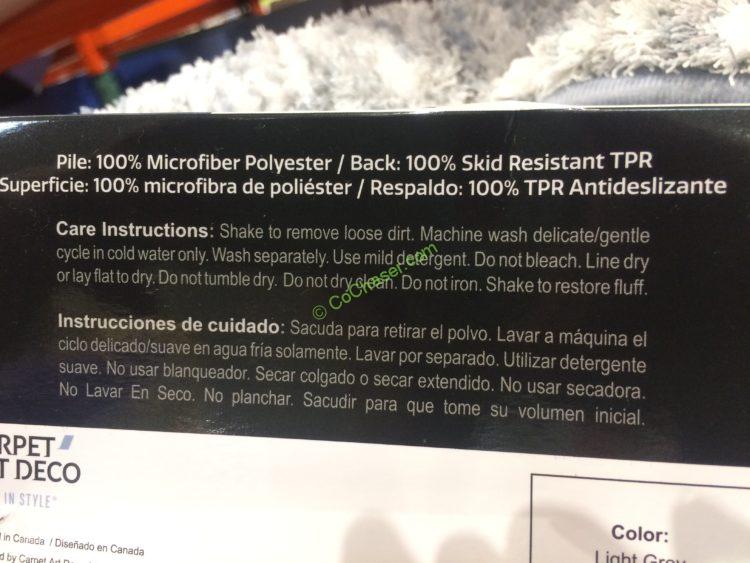 Pile: 100% Microfiber Polyester / Back: 100% Skid Resistant TPR
Superficie: 100% microfibra de poliéster / Respaldo: 100% TPR Antideslizante
Care Instructions: Shake to remove loose dirt. Machine wash delicate/gentle
cycle in cold water only. Wash separately. Use mild detergent. Do not bleach. Line dry
or lay flat to dry. Do not tumble dry. Do not dry clean. Do not iron. Shake to restore fluff.
© CoChaser.com
Instrucciones de cuidado: Sacuda para retirar el polvo. Lavar a máquina el
ciclo delicado/suave en agua fría solamente. Lavar por separado. Utilizar detergente
suave. No usar blanqueador. Secar colgado o secar extendido. No usar secadora.
No Lavar En Seco. No planchar. Sacudir para que tome su volumen inicial.
RPET
T DECO
IN STYLE
in Canada / Diseñado en Canada
by Carpet Art
Color:
Light Grey